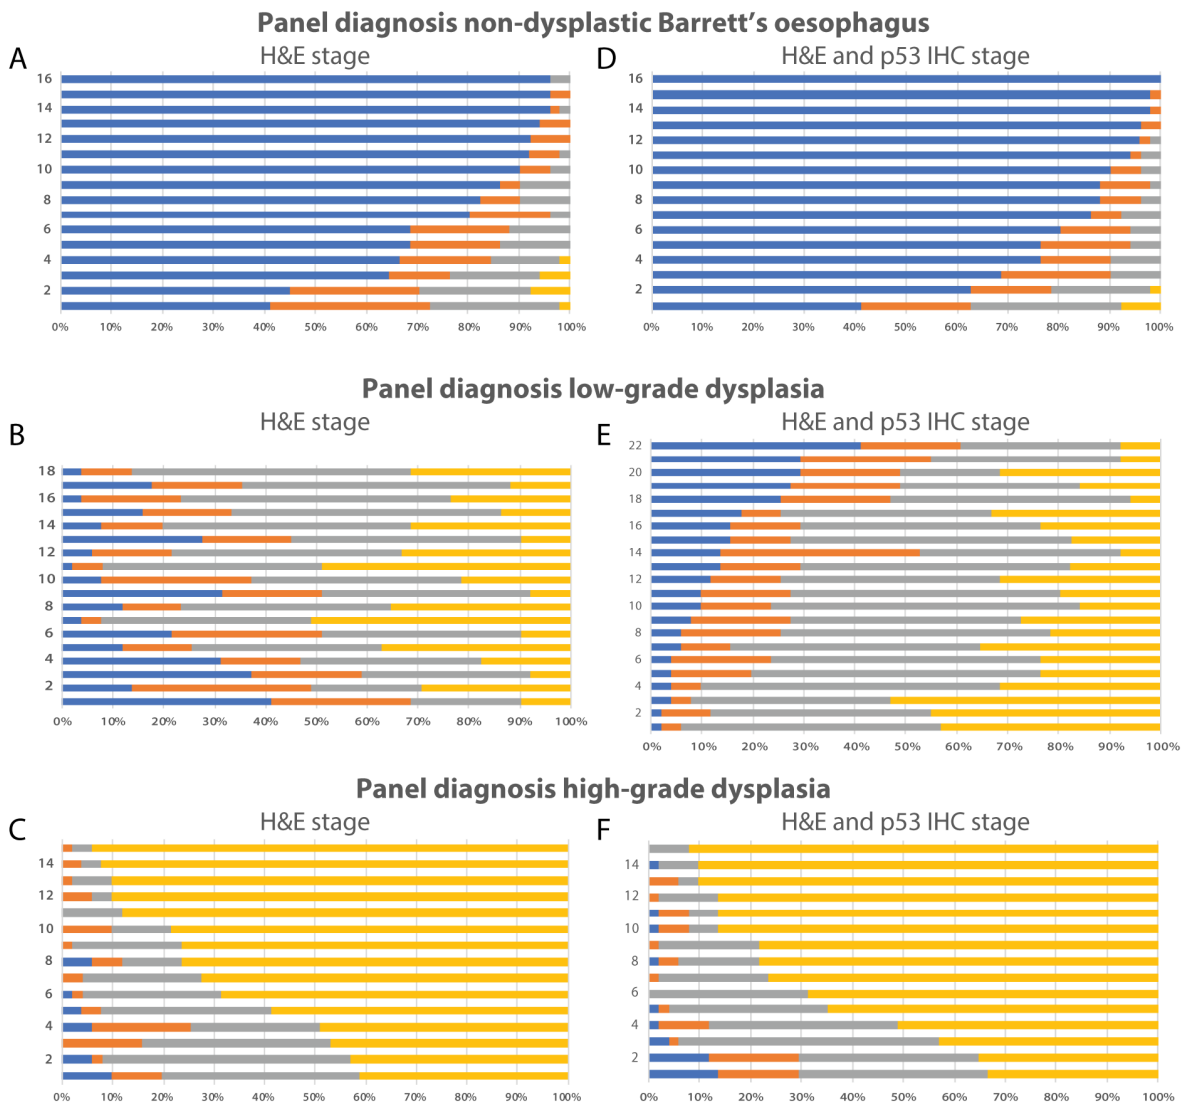 Panel diagnosis non-dysplastic Barrett’s oesophagus
A
H&E stage
16
14
12
10
8
6
4
2
0% 10% 20% 30% 40% 50% 60% 70% 80% 90% 100%
D
H&E and p53 IHC stage
16
14
12
10
8
6
4
2
0% 10% 20% 30% 40% 50% 60% 70% 80% 90% 100%
Panel diagnosis low-grade dysplasia
B
H&E stage
18
16
14
12
10
8
6
4
2
0% 10% 20% 30% 40% 50% 60% 70% 80% 90% 100%
E
H&E and p53 IHC stage
22
20
18
16
14
12
10
8
6
4
2
0% 10% 20% 30% 40% 50% 60% 70% 80% 90% 100%
Panel diagnosis high-grade dysplasia
C
H&E stage
14
12
10
8
6
4
2
0% 10% 20% 30% 40% 50% 60% 70% 80% 90% 100%
F
H&E and p53 IHC stage
14
12
10
8
6
4
2
0% 10% 20% 30% 40% 50% 60% 70% 80% 90% 100%